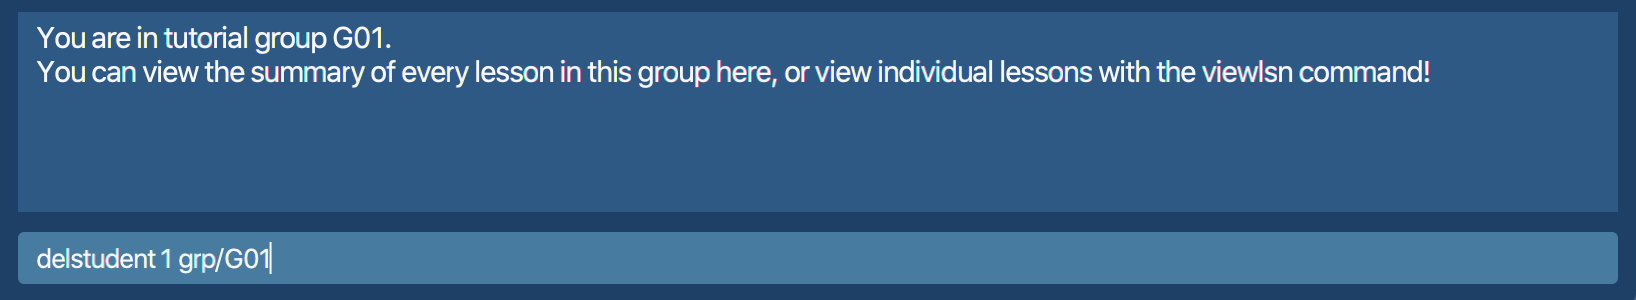 You are in tutorial group G01.
You can view the summary of every lesson in this group here, or view individual lessons with the viewlsn command!
delstudent 1 grp/G01